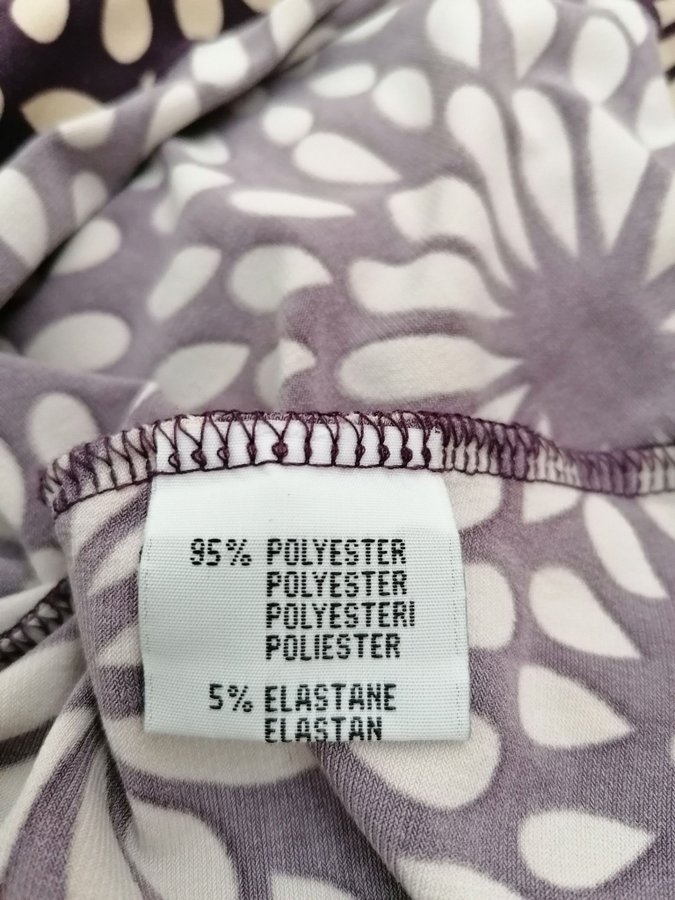 95% POLYESTER
POLYESTER
POLYESTERI
POLIESTER
5% ELASTANE
ELASTAN